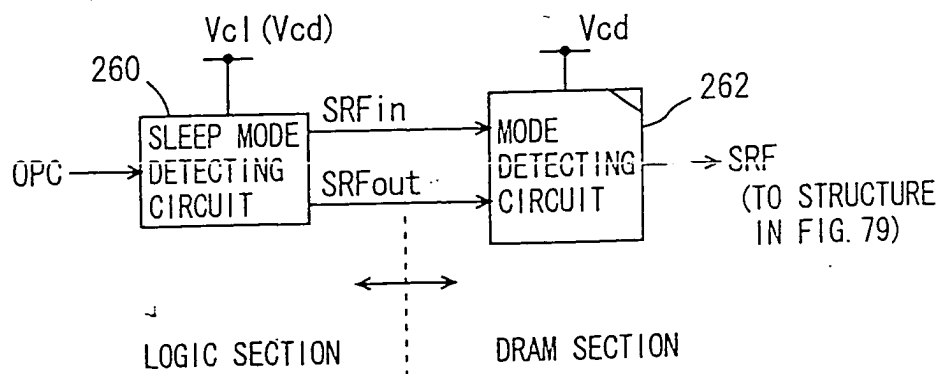 Vcl (Vcd)
Vcd
260
262
SLEEP MODE
DETECTING
CIRCUIT
SRFin
SRFout
MODE
DETECTING
CIRCUIT
OPC
SRF
(TO STRUCTURE
IN FIG. 79)
LOGIC SECTION
DRAM SECTION